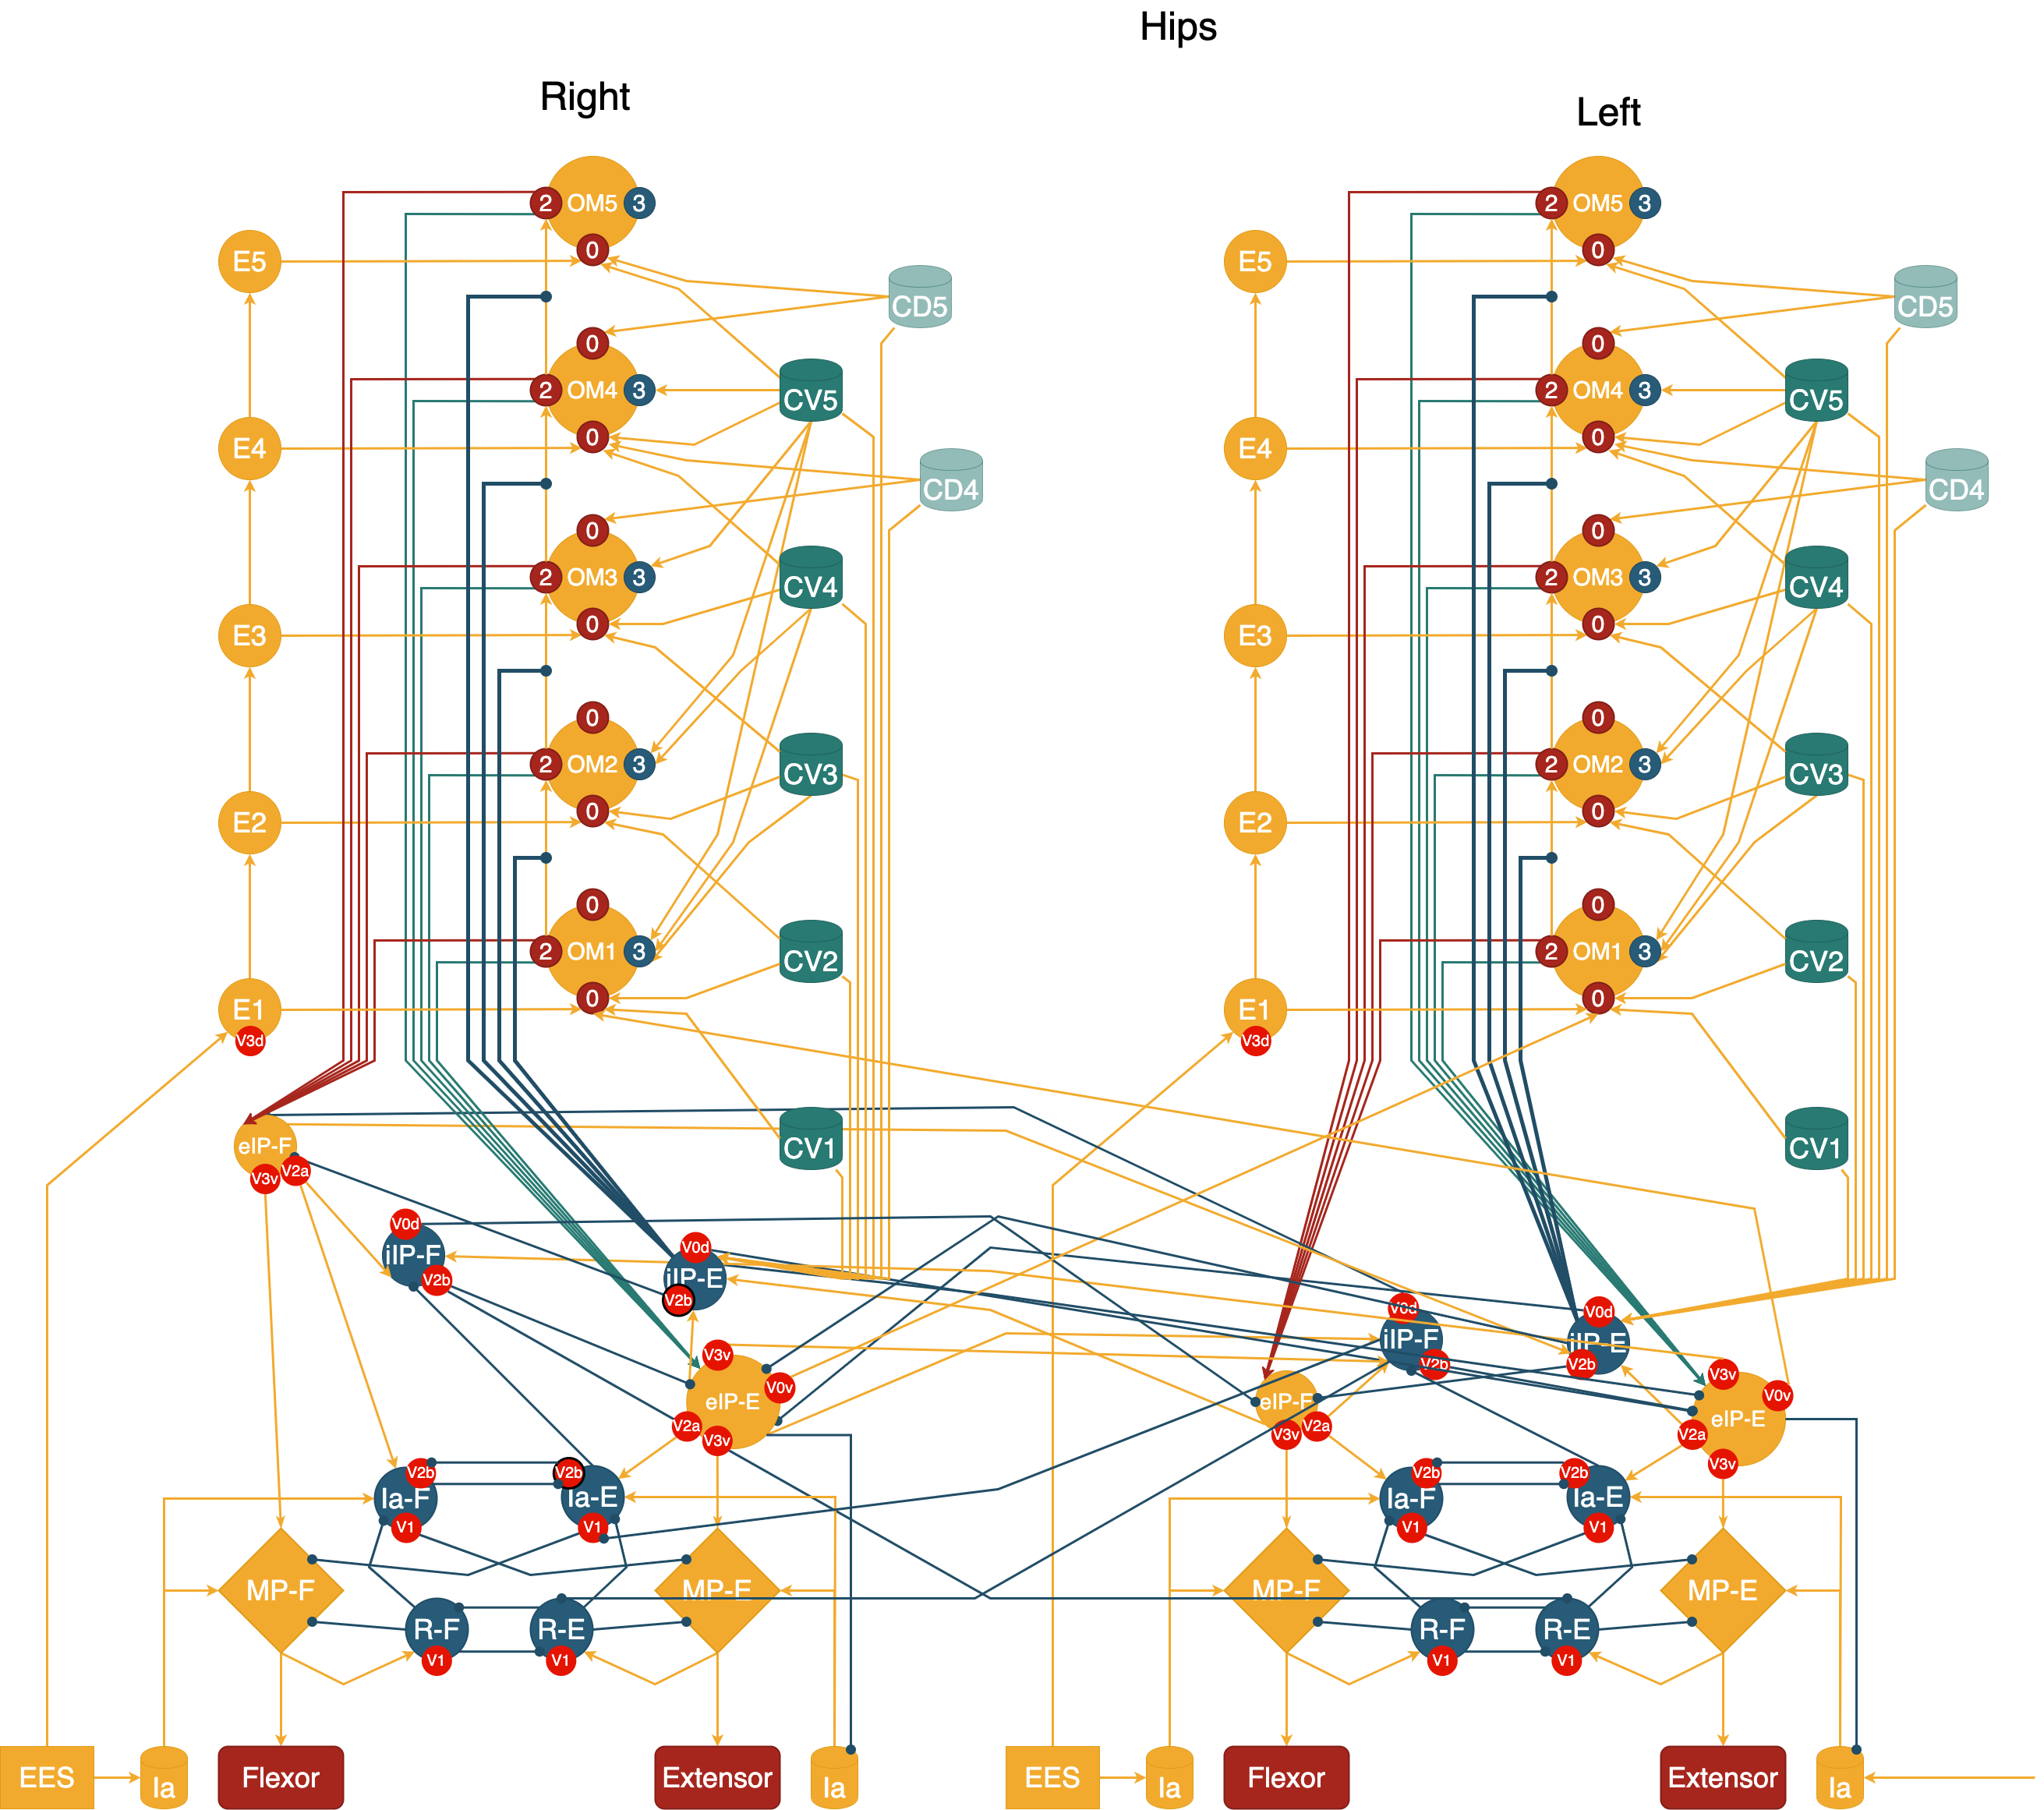 Hips
Right
Left
2 OM5 3
0
2 OM5 3
0
E5
E5
CD5
CD5
0
2 OM4 3
0
CV5
0
2 OM4 3
0
CV5
E4
E4
CD4
CD4
0
2 OM3 3
0
CV4
0
2 OM3 3
0
CV4
E3
E3
0
2 OM2 3
0
CV3
0
2 OM2 3
0
CV3
E2
E2
0
2 OM1 3
0
CV2
0
2 OM1 3
0
CV2
E1
V3d
E1
V3d
CV1
CV1
eIP-F
V3v V2a
V0d
iIP-F
V2b
V0d
iIP-E
V2b
V0d
iIP-F
V2b
V0d
iIP-E
V2b
V3v
V0v
eIP-E
V2a
V3v
eIP-F
V3v V2a
V3v
V0v
eIP-E
V2a
V3v
V2b
Ia-F
V1
V2b
Ia-E
V1
V2b
Ia-F
V1
V2b
Ia-E
V1
MP-F
MP-E
MP-F
MP-E
R-F
V1
R-E
V1
R-F
V1
R-E
V1
EES
Ia
Flexor
Extensor
Ia
EES
Ia
Flexor
Extensor
Ia